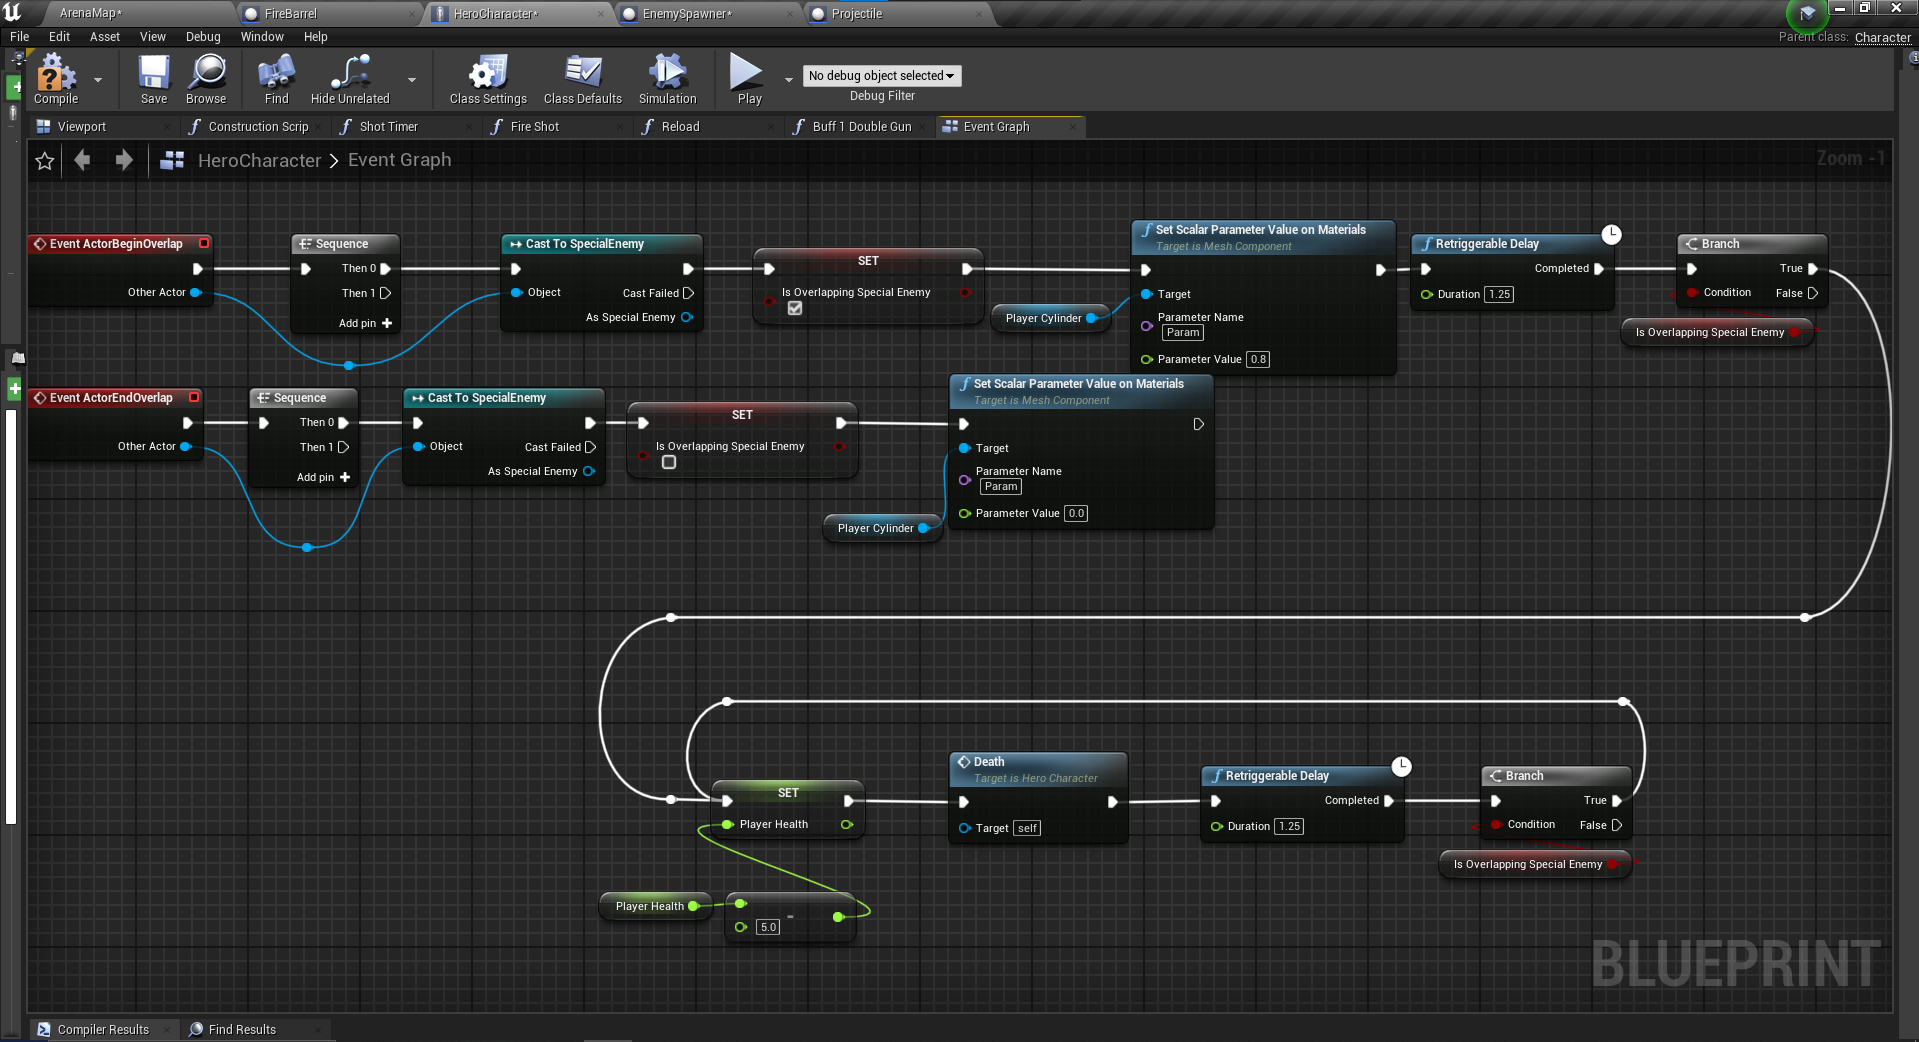 ArenaMap*
FireBarrel
HeroCharacter*
EnemySpawner*
Projectile
File Edit Asset View Debug Window Help
Parent class: Character
Compile
Save
Browse
Find
Hide Unrelated
Class Settings
Class Defaults
Simulation
Play
No debug object selected
Debug Filter
Viewport
Construction Scrip
Shot Timer
Fire Shot
Reload
Buff 1 Double Gun
Event Graph
HeroCharacter > Event Graph
Zoom -1
Event ActorBeginOverlap
Other Actor
Sequence
Then 0
Then 1
Add pin +
Cast To SpecialEnemy
Object
Cast Failed
As Special Enemy
SET
Is Overlapping Special Enemy
Player Cylinder
Set Scalar Parameter Value on Materials
Target is Mesh Component
Target
Parameter Name
Param
Parameter Value 0.8
Retriggerable Delay
Completed
Duration 1.25
Branch
True
Condition
False
Is Overlapping Special Enemy
Event ActorEndOverlap
Other Actor
Sequence
Then 0
Then 1
Add pin +
Cast To SpecialEnemy
Object
Cast Failed
As Special Enemy
SET
Is Overlapping Special Enemy
Player Cylinder
Set Scalar Parameter Value on Materials
Target is Mesh Component
Target
Parameter Name
Param
Parameter Value 0.0
SET
Player Health
Player Health
-
5.0
Death
Target is Hero Character
Target self
Retriggerable Delay
Completed
Duration 1.25
Branch
True
Condition
False
Is Overlapping Special Enemy
BLUEPRINT
Compiler Results
Find Results